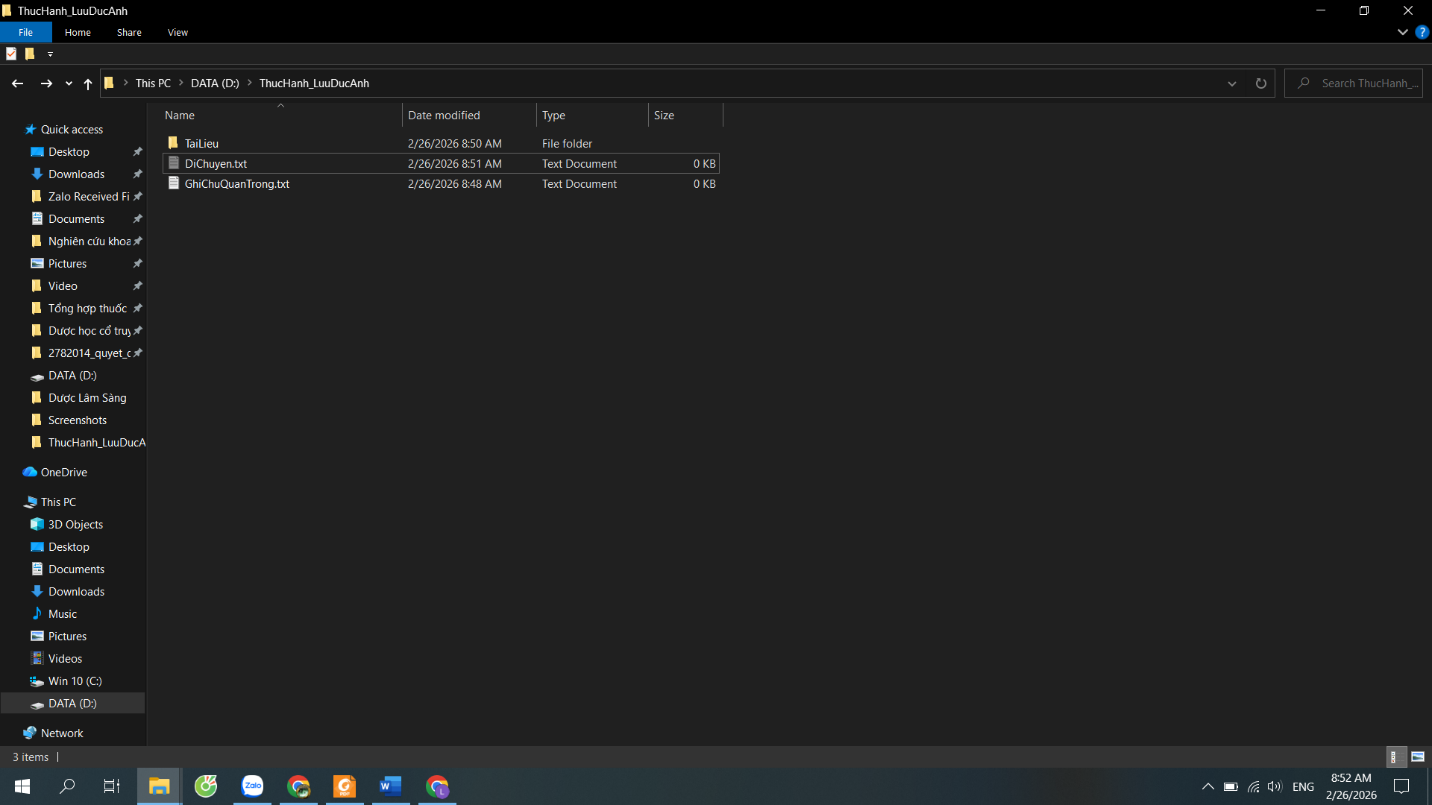 ThucHanh_LuuDucAnh
File Home Share View
This PC DATA (D:) ThucHanh_LuuDucAnh
Search ThucHanh_...
Name Date modified Type Size
TaiLieu 2/26/2026 8:50 AM File folder
DiChuyen.txt 2/26/2026 8:51 AM Text Document 0 KB
GhiChuQuanTrong.txt 2/26/2026 8:48 AM Text Document 0 KB
Quick access
Desktop
Downloads
Zalo Received Fi
Documents
Nghiên cứu khoa
Pictures
Video
Tổng hợp thuốc
Dược học cổ truy
2782014_quyet_c
DATA (D:)
Dược Lâm Sàng
Screenshots
ThucHanh_LuuDucA
OneDrive
This PC
3D Objects
Desktop
Documents
Downloads
Music
Pictures
Videos
Win 10 (C:)
DATA (D:)
Network
3 items
Zalo
PDF
W
L
ENG
8:52 AM
2/26/2026